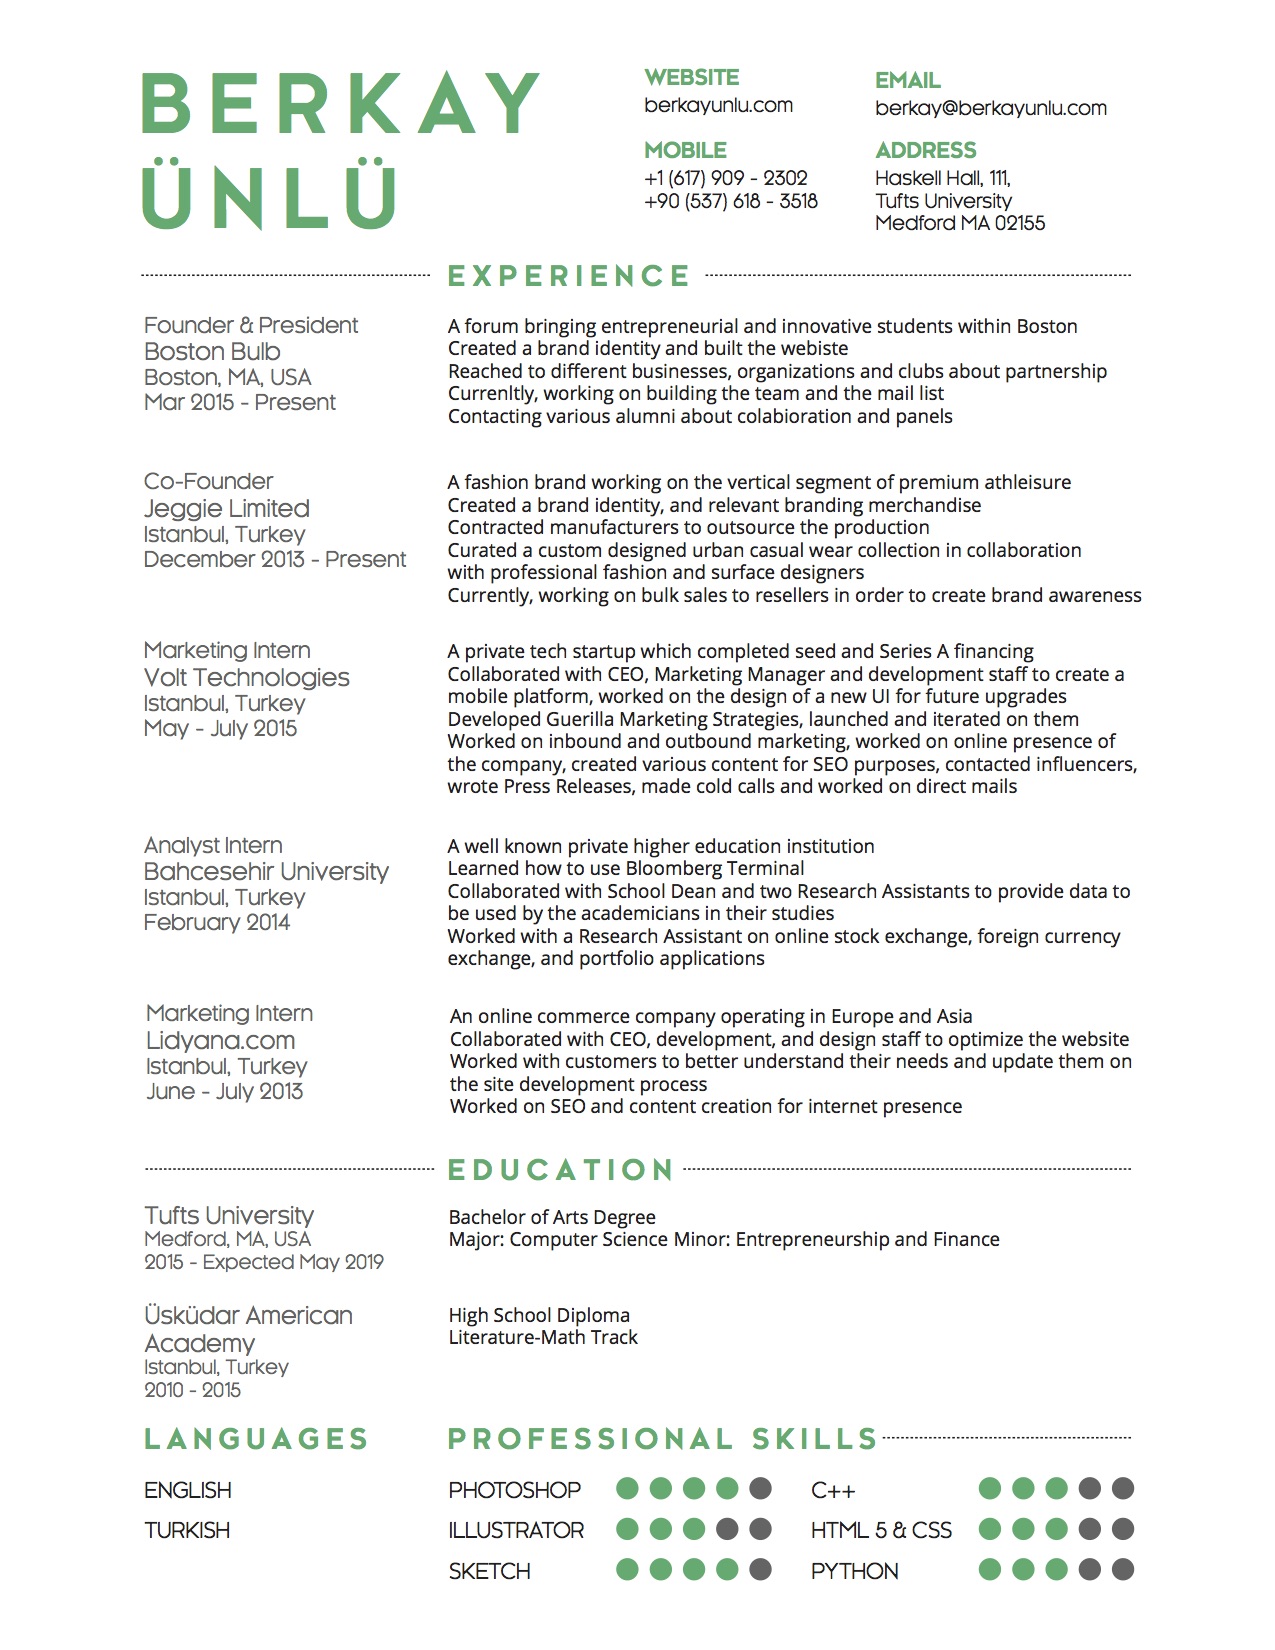 BERKAY
ÜNLÜ
WEBSITE
berkayunlu.com
EMAIL
berkay@berkayunlu.com
MOBILE
+1 (617) 909 - 2302
+90 (537) 618 - 3518
ADDRESS
Haskell Hall, 111,
Tufts University
Medford MA 02155
EXPERIENCE
Founder & President
Boston Bulb
Boston, MA, USA
Mar 2015 - Present
A forum bringing entrepreneurial and innovative students within Boston
Created a brand identity and built the webiste
Reached to different businesses, organizations and clubs about partnership
Currenltly, working on building the team and the mail list
Contacting various alumni about colabioration and panels
Co-Founder
Jeggie Limited
Istanbul, Turkey
December 2013 - Present
A fashion brand working on the vertical segment of premium athleisure
Created a brand identity, and relevant branding merchandise
Contracted manufacturers to outsource the production
Curated a custom designed urban casual wear collection in collaboration
with professional fashion and surface designers
Currently, working on bulk sales to resellers in order to create brand awareness
Marketing Intern
Volt Technologies
Istanbul, Turkey
May - July 2015
A private tech startup which completed seed and Series A financing
Collaborated with CEO, Marketing Manager and development staff to create a
mobile platform, worked on the design of a new UI for future upgrades
Developed Guerilla Marketing Strategies, launched and iterated on them
Worked on inbound and outbound marketing, worked on online presence of
the company, created various content for SEO purposes, contacted influencers,
wrote Press Releases, made cold calls and worked on direct mails
Analyst Intern
Bahcesehir University
Istanbul, Turkey
February 2014
A well known private higher education institution
Learned how to use Bloomberg Terminal
Collaborated with School Dean and two Research Assistants to provide data to
be used by the academicians in their studies
Worked with a Research Assistant on online stock exchange, foreign currency
exchange, and portfolio applications
Marketing Intern
Lidyana.com
Istanbul, Turkey
June - July 2013
An online commerce company operating in Europe and Asia
Collaborated with CEO, development, and design staff to optimize the website
Worked with customers to better understand their needs and update them on
the site development process
Worked on SEO and content creation for internet presence
EDUCATION
Tufts University
Medford, MA, USA
2015 - Expected May 2019
Bachelor of Arts Degree
Major: Computer Science Minor: Entrepreneurship and Finance
Üsküdar American
Academy
Istanbul, Turkey
2010 - 2015
High School Diploma
Literature-Math Track
LANGUAGES
ENGLISH
TURKISH
PROFESSIONAL SKILLS
PHOTOSHOP
ILLUSTRATOR
SKETCH
C++
HTML 5 & CSS
PYTHON